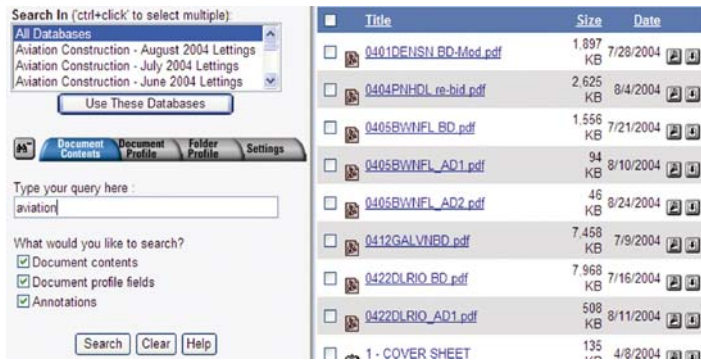 Search In ('ctrl+click' to select multiple):
All Databases
Aviation Construction - August 2004 Lettings
Aviation Construction - July 2004 Lettings
Aviation Construction - June 2004 Lettings
Use These Databases
Document Contents
Document Profile
Folder Profile
Settings
Type your query here :
aviation
What would you like to search?
Document contents
Document profile fields
Annotations
Search Clear Help
Title Size Date
0401DENSN BD-Mod.pdf 1,897 KB 7/28/2004
0404PNHDL re-bid.pdf 2,625 KB 8/4/2004
0405BWNFL BD.pdf 1,556 KB 7/21/2004
0405BWNFL_AD1.pdf 94 KB 8/10/2004
0405BWNFL_AD2.pdf 46 KB 8/24/2004
0412GALVNBD.pdf 7,458 KB 7/9/2004
0422DLRIO BD.pdf 7,968 KB 7/16/2004
0422DLRIO_AD1.pdf 508 KB 8/11/2004
1 - COVER SHEET 135 KB 4/8/2004